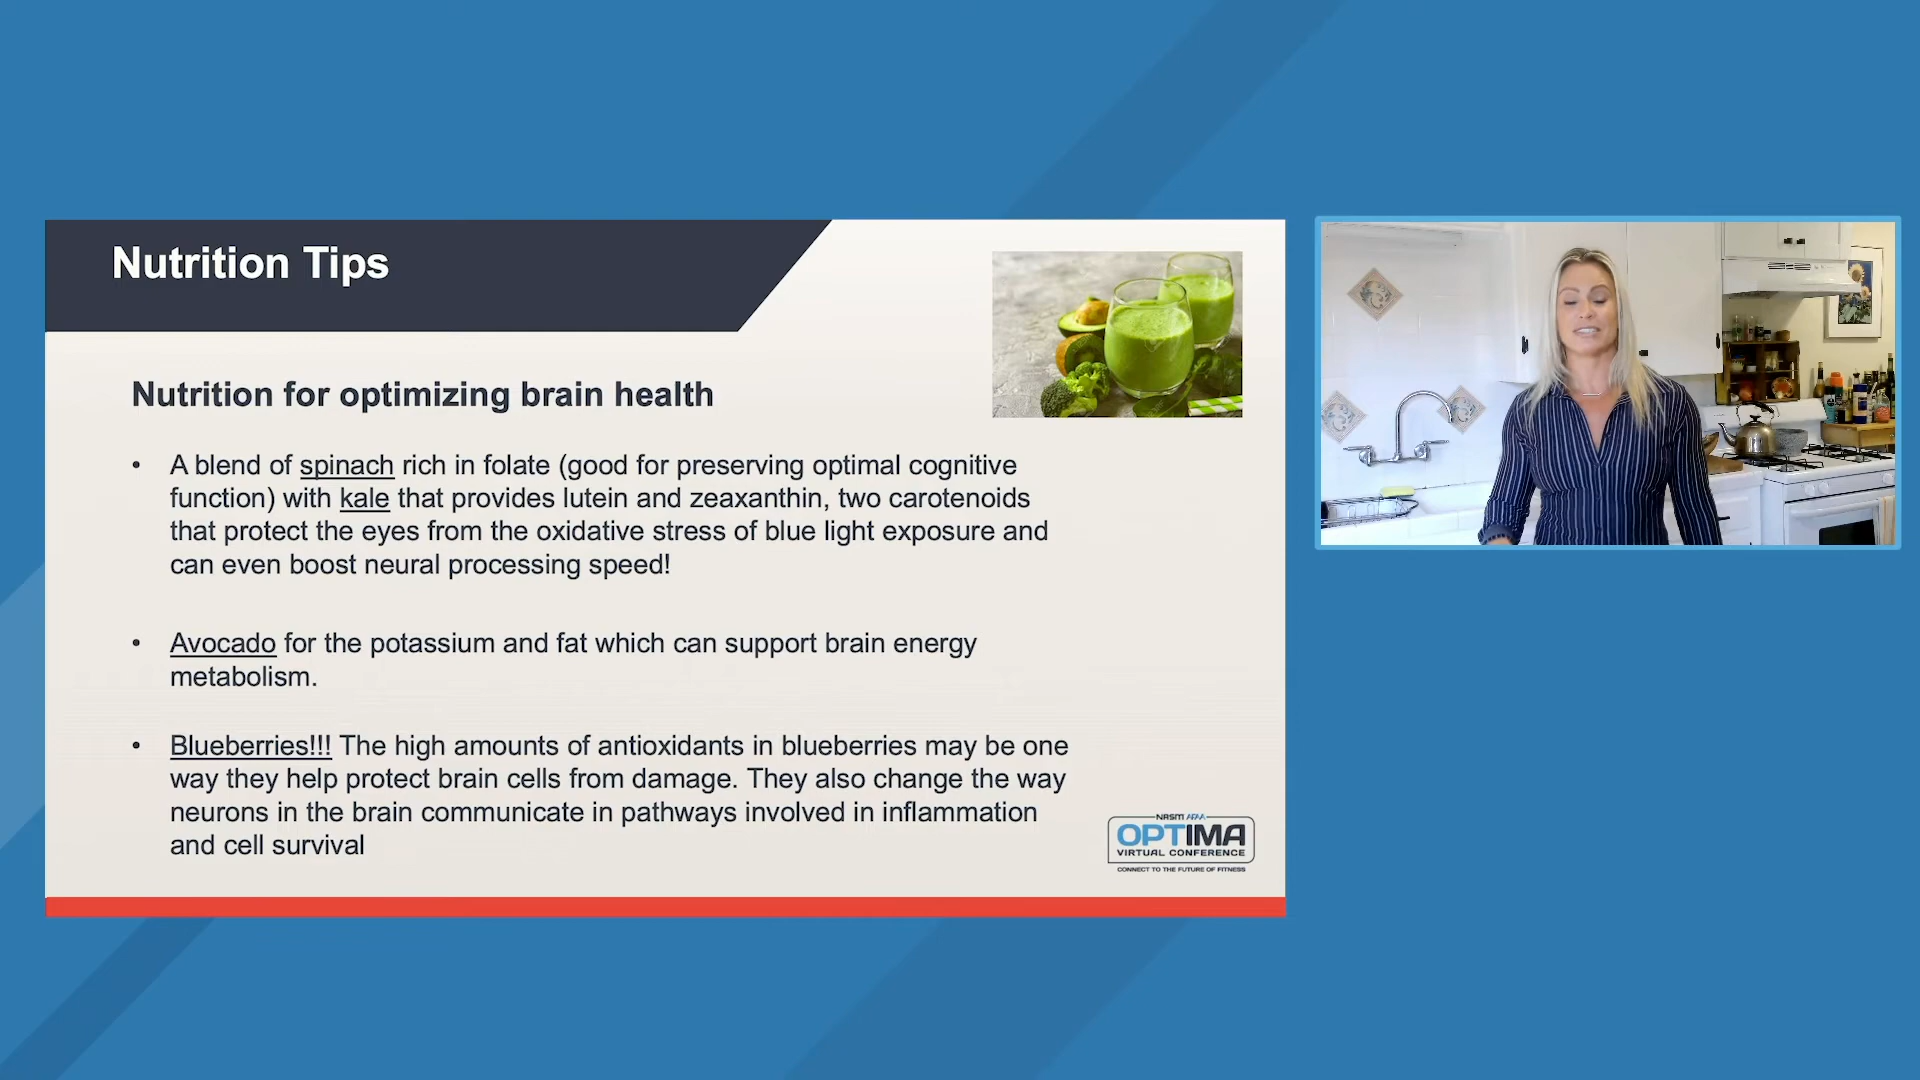 Nutrition Tips
Nutrition for optimizing brain health
• A blend of spinach rich in folate (good for preserving optimal cognitive
function) with kale that provides lutein and zeaxanthin, two carotenoids
that protect the eyes from the oxidative stress of blue light exposure and
can even boost neural processing speed!
• Avocado for the potassium and fat which can support brain energy
metabolism.
• Blueberries!!! The high amounts of antioxidants in blueberries may be one
way they help protect brain cells from damage. They also change the way
neurons in the brain communicate in pathways involved in inflammation
and cell survival
NASM AFAA
OPTIMA
VIRTUAL CONFERENCE
CONNECT TO THE FUTURE OF FITNESS